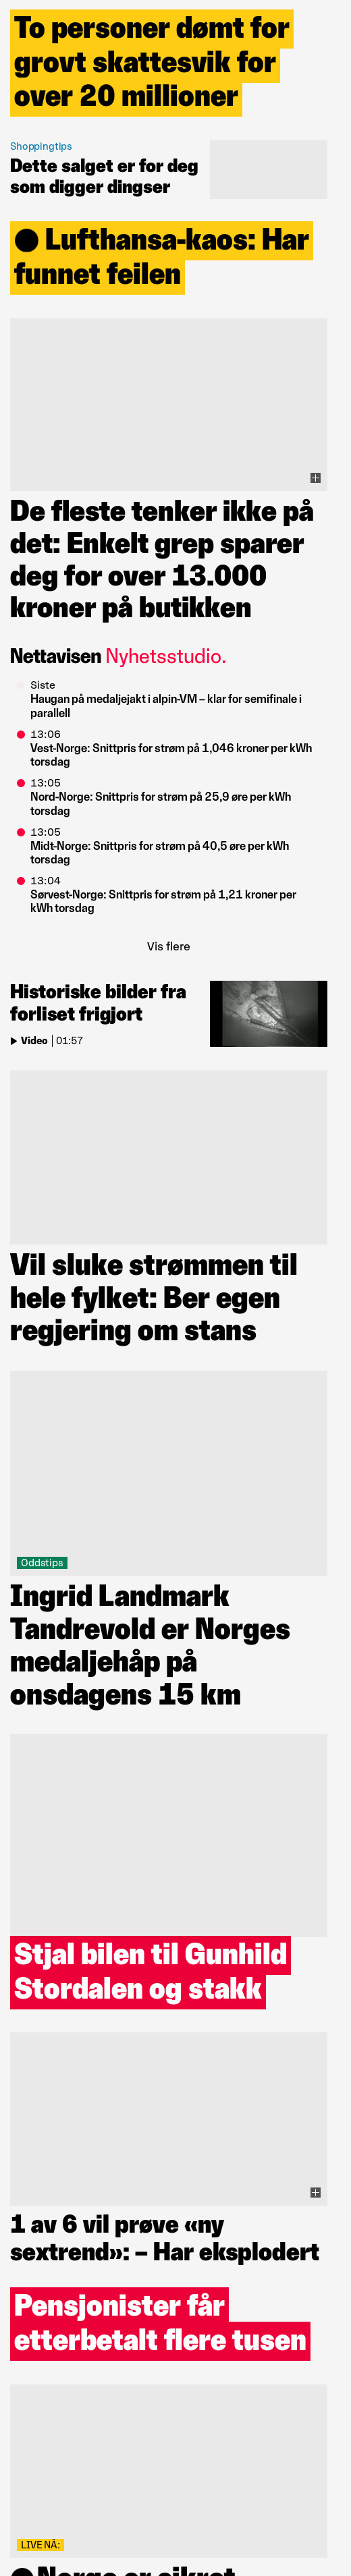 To personer dømt for
grovt skattesvik for
over 20 millioner
Shoppingtips
Dette salget er for deg
som digger dingser
Lufthansa-kaos: Har
funnet feilen
De fleste tenker ikke på
det: Enkelt grep sparer
deg for over 13.000
kroner på butikken
Nettavisen Nyhetsstudio.
Siste
Haugan på medaljejakt i alpin-VM – klar for semifinale i
parallell
13:06
Vest-Norge: Snittpris for strøm på 1,046 kroner per kWh
torsdag
13:05
Nord-Norge: Snittpris for strøm på 25,9 øre per kWh
torsdag
13:05
Midt-Norge: Snittpris for strøm på 40,5 øre per kWh
torsdag
13:04
Sørvest-Norge: Snittpris for strøm på 1,21 kroner per
kWh torsdag
Vis flere
Historiske bilder fra
forliset frigjort
Video | 01:57
Vil sluke strømmen til
hele fylket: Ber egen
regjering om stans
Oddstips
Ingrid Landmark
Tandrevold er Norges
medaljehåp på
onsdagens 15 km
Stjal bilen til Gunhild
Stordalen og stakk
1 av 6 vil prøve «ny
sextrend»: – Har eksplodert
Pensjonister får
etterbetalt flere tusen
LIVE NÅ:
Norge er sikret